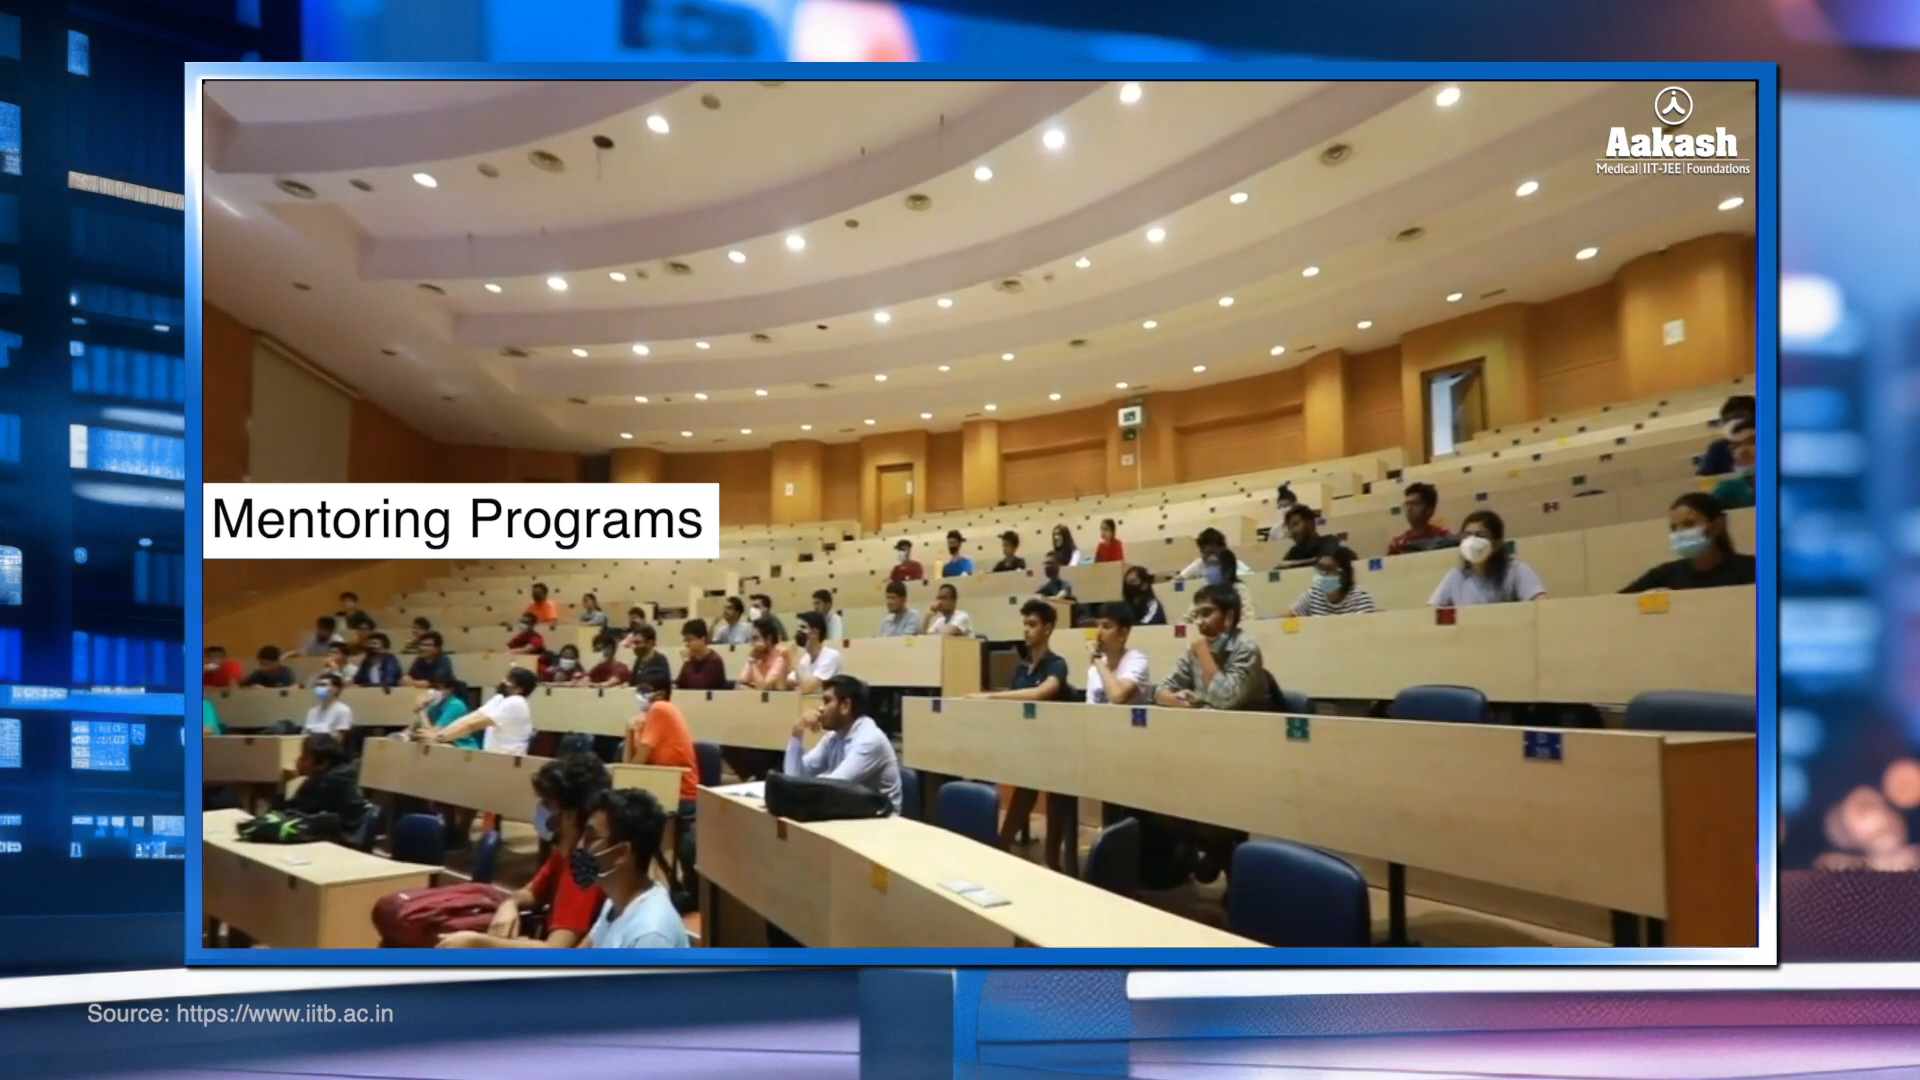 Aakash
Medical|IIT-JEE|Foundations
Mentoring Programs
Source: https://www.iitb.ac.in